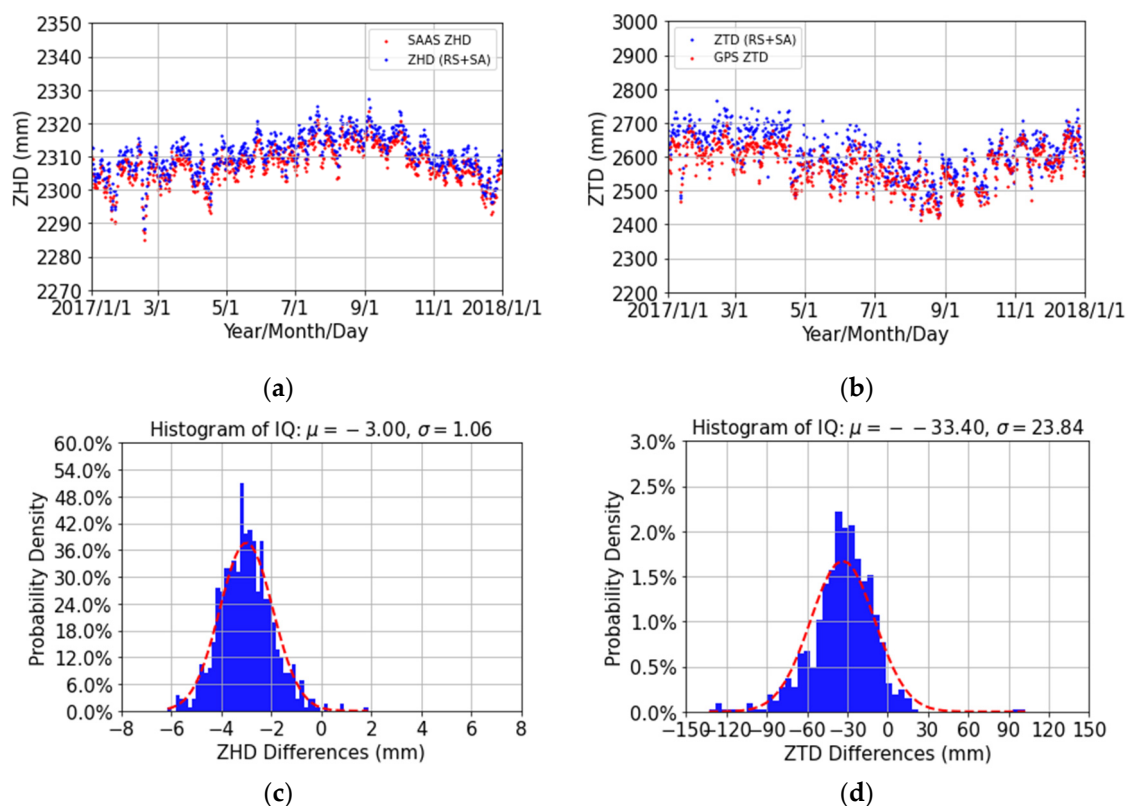 2350
2340
2330
2320
2310
2300
2290
2280
2270
ZHD (mm)
SAAS ZHD
ZHD (RS+SA)
2017/1/1 3/1 5/1 7/1 9/1 11/1 2018/1/1
Year/Month/Day
(a)
3000
2900
2800
2700
2600
2500
2400
2300
2200
ZTD (mm)
ZTD (RS+SA)
GPS ZTD
2017/1/1 3/1 5/1 7/1 9/1 11/1 2018/1/1
Year/Month/Day
(b)
Histogram of IQ: μ = − 3.00, σ = 1.06
60.0%
54.0%
48.0%
42.0%
36.0%
30.0%
24.0%
18.0%
12.0%
6.0%
0.0%
Probability Density
−8 −6 −4 −2 0 2 4 6 8
ZHD Differences (mm)
(c)
Histogram of IQ: μ = − −33.40, σ = 23.84
3.0%
2.5%
2.0%
1.5%
1.0%
0.5%
0.0%
Probability Density
−150 −120 −90 −60 −30 0 30 60 90 120 150
ZTD Differences (mm)
(d)